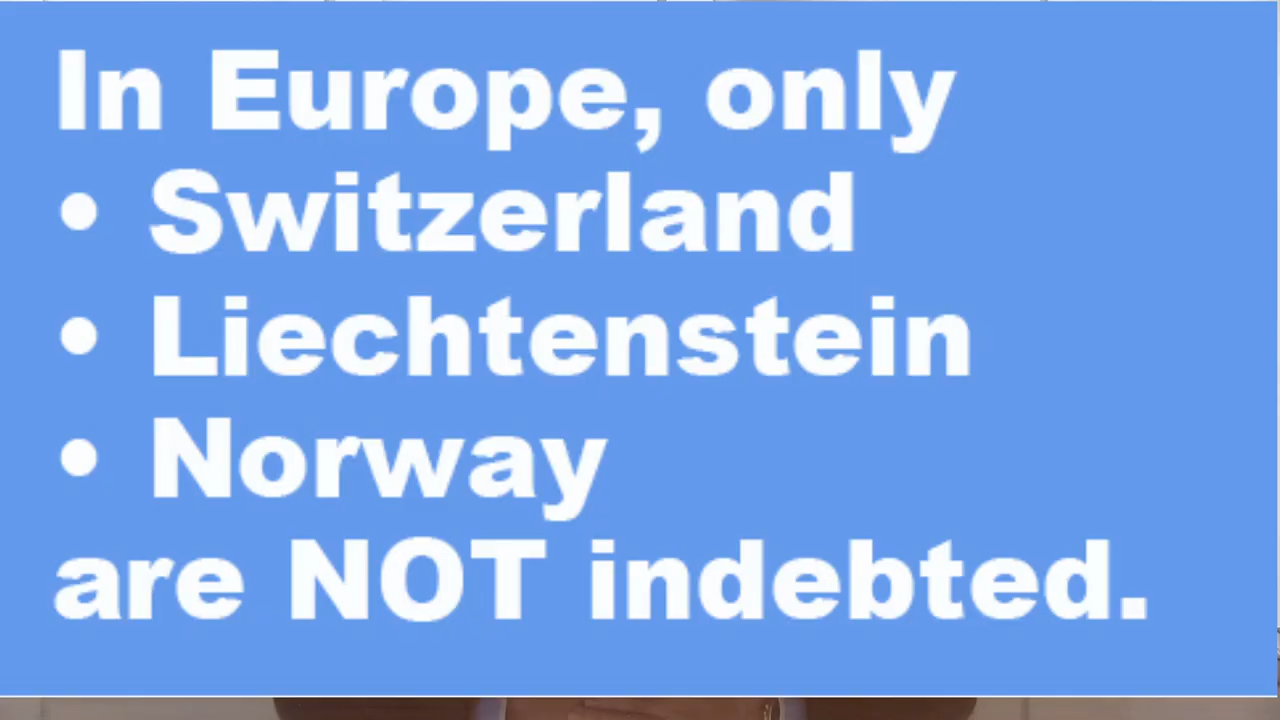 In Europe, only
• Switzerland
• Liechtenstein
• Norway
are NOT indebted.